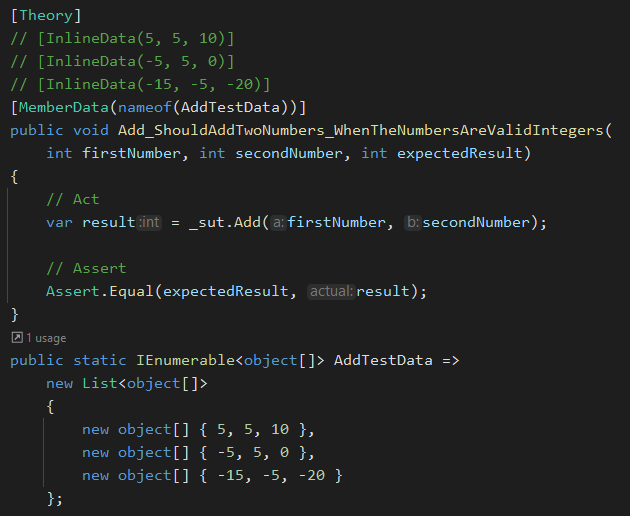 [Theory]
// [InlineData(5, 5, 10)]
// [InlineData(-5, 5, 0)]
// [InlineData(-15, -5, -20)]
[MemberData(nameof(AddTestData))]
public void Add_ShouldAddTwoNumbers_WhenTheNumbersAreValidIntegers(
    int firstNumber, int secondNumber, int expectedResult)
{
    // Act
    var result:int = _sut.Add(a:firstNumber, b:secondNumber);
    // Assert
    Assert.Equal(expectedResult, actual:result);
}
1 usage
public static IEnumerable<object[]> AddTestData =>
    new List<object[]>
    {
        new object[] { 5, 5, 10 },
        new object[] { -5, 5, 0 },
        new object[] { -15, -5, -20 }
    };